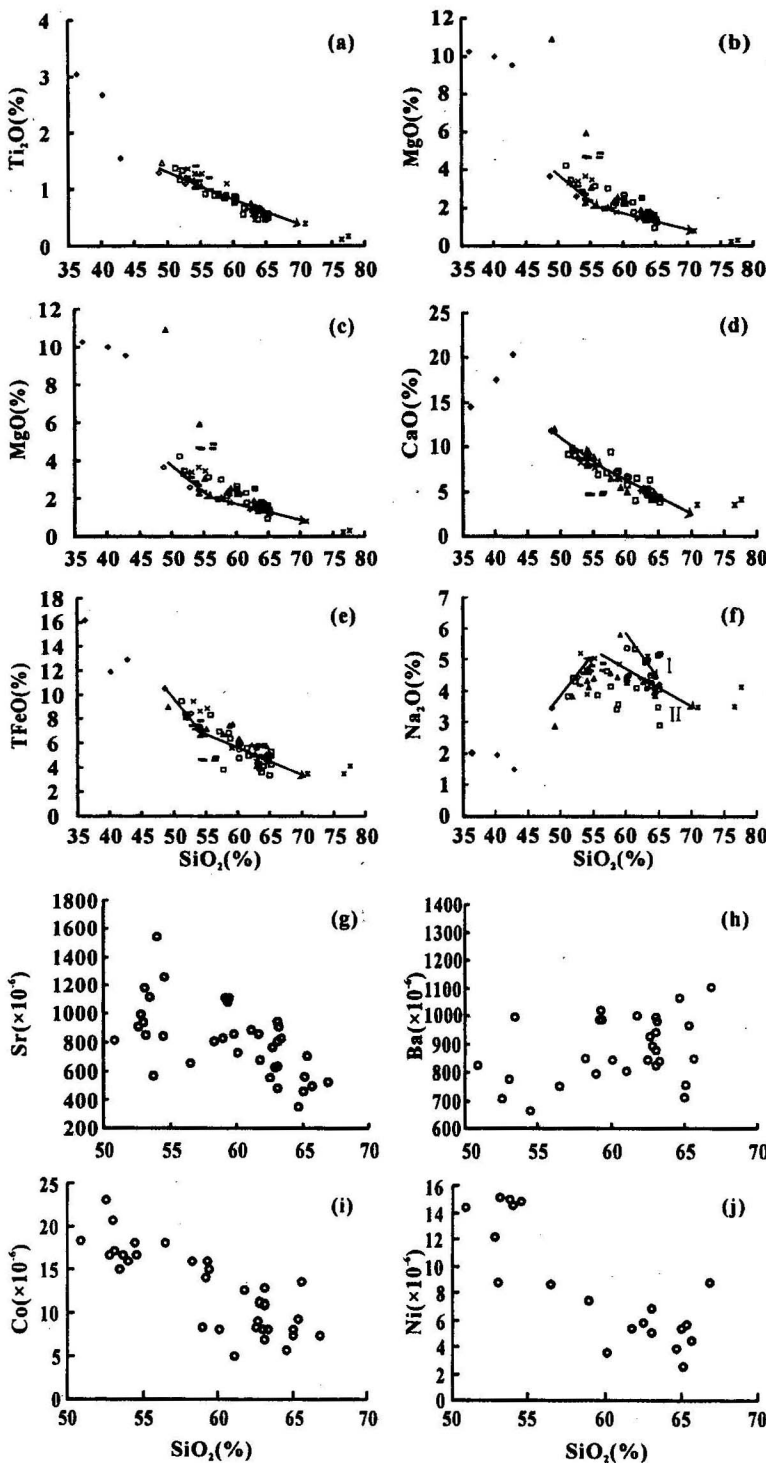 (a)
Ti₂O(%)
4
3
2
1
0
35 40 45 50 55 60 65 70 75 80
(b)
MgO(%)
12
10
8
6
4
2
0
35 40 45 50 55 60 65 70 75 80
(c)
MgO(%)
12
10
8
6
4
2
0
35 40 45 50 55 60 65 70 75 80
(d)
CaO(%)
25
20
15
10
5
0
35 40 45 50 55 60 65 70 75 80
(e)
TFeO(%)
18
16
14
12
10
8
6
4
2
0
35 40 45 50 55 60 65 70 75 80
SiO₂(%)
(f)
Na₂O(%)
7
6
5
4
3
2
1
0
I
II
35 40 45 50 55 60 65 70 75 80
SiO₂(%)
(g)
Sr(×10⁻⁶)
1800
1600
1400
1200
1000
800
600
400
200
50 55 60 65 70
(h)
Ba(×10⁻⁶)
1400
1300
1200
1100
1000
900
800
700
600
50 55 60 65 70
(i)
Co(×10⁻⁶)
25
20
15
10
5
0
50 55 60 65 70
SiO₂(%)
(j)
Ni(×10⁻⁶)
16
14
12
10
8
6
4
2
0
50 55 60 65 70
SiO₂(%)